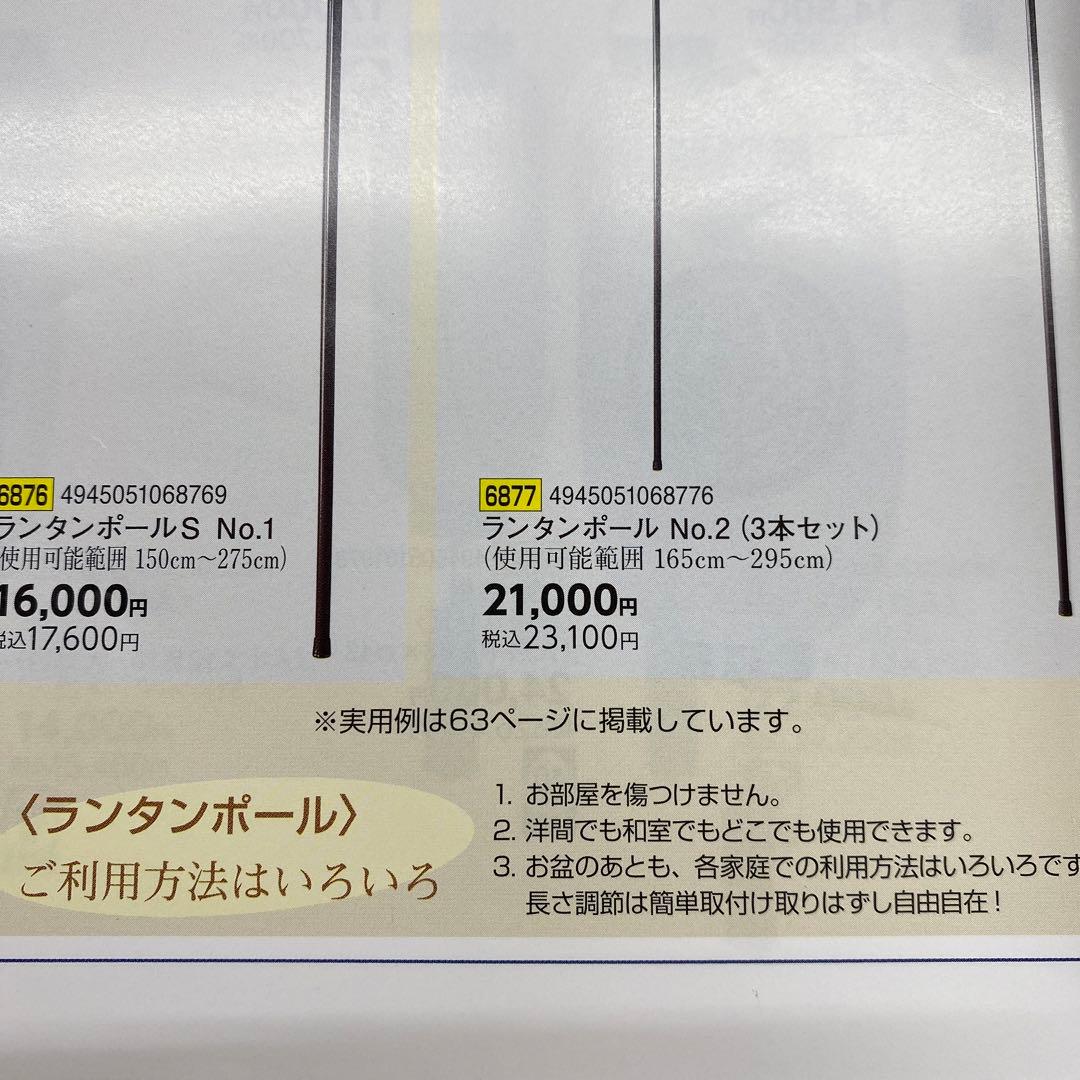 6876 4945051068769
ランタンポールS No.1
(使用可能範囲 150cm～275cm)
16,000円
税込17,600円
6877 4945051068776
ランタンポール No.2 (3本セット)
(使用可能範囲 165cm～295cm)
21,000円
税込23,100円
※実用例は63ページに掲載しています。
〈ランタンポール〉
ご利用方法はいろいろ
1. お部屋を傷つけません。
2. 洋間でも和室でもどこでも使用できます。
3. お盆のあとも、各家庭での利用方法はいろいろです
長さ調節は簡単取付け取りはずし自由自在!